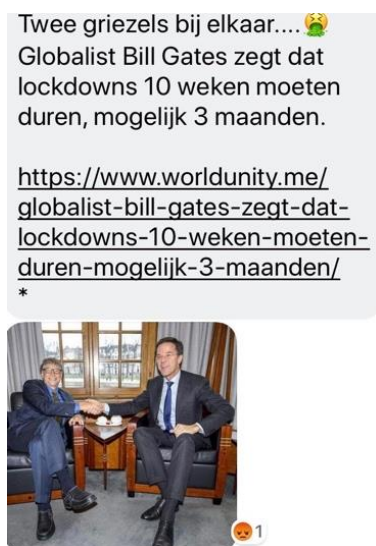 Twee griezels bij elkaar....🤮
Globalist Bill Gates zegt dat
lockdowns 10 weken moeten
duren, mogelijk 3 maanden.
https://www.worldunity.me/
globalist-bill-gates-zegt-dat-
lockdowns-10-weken-moeten-
duren-mogelijk-3-maanden/
*
😡 1